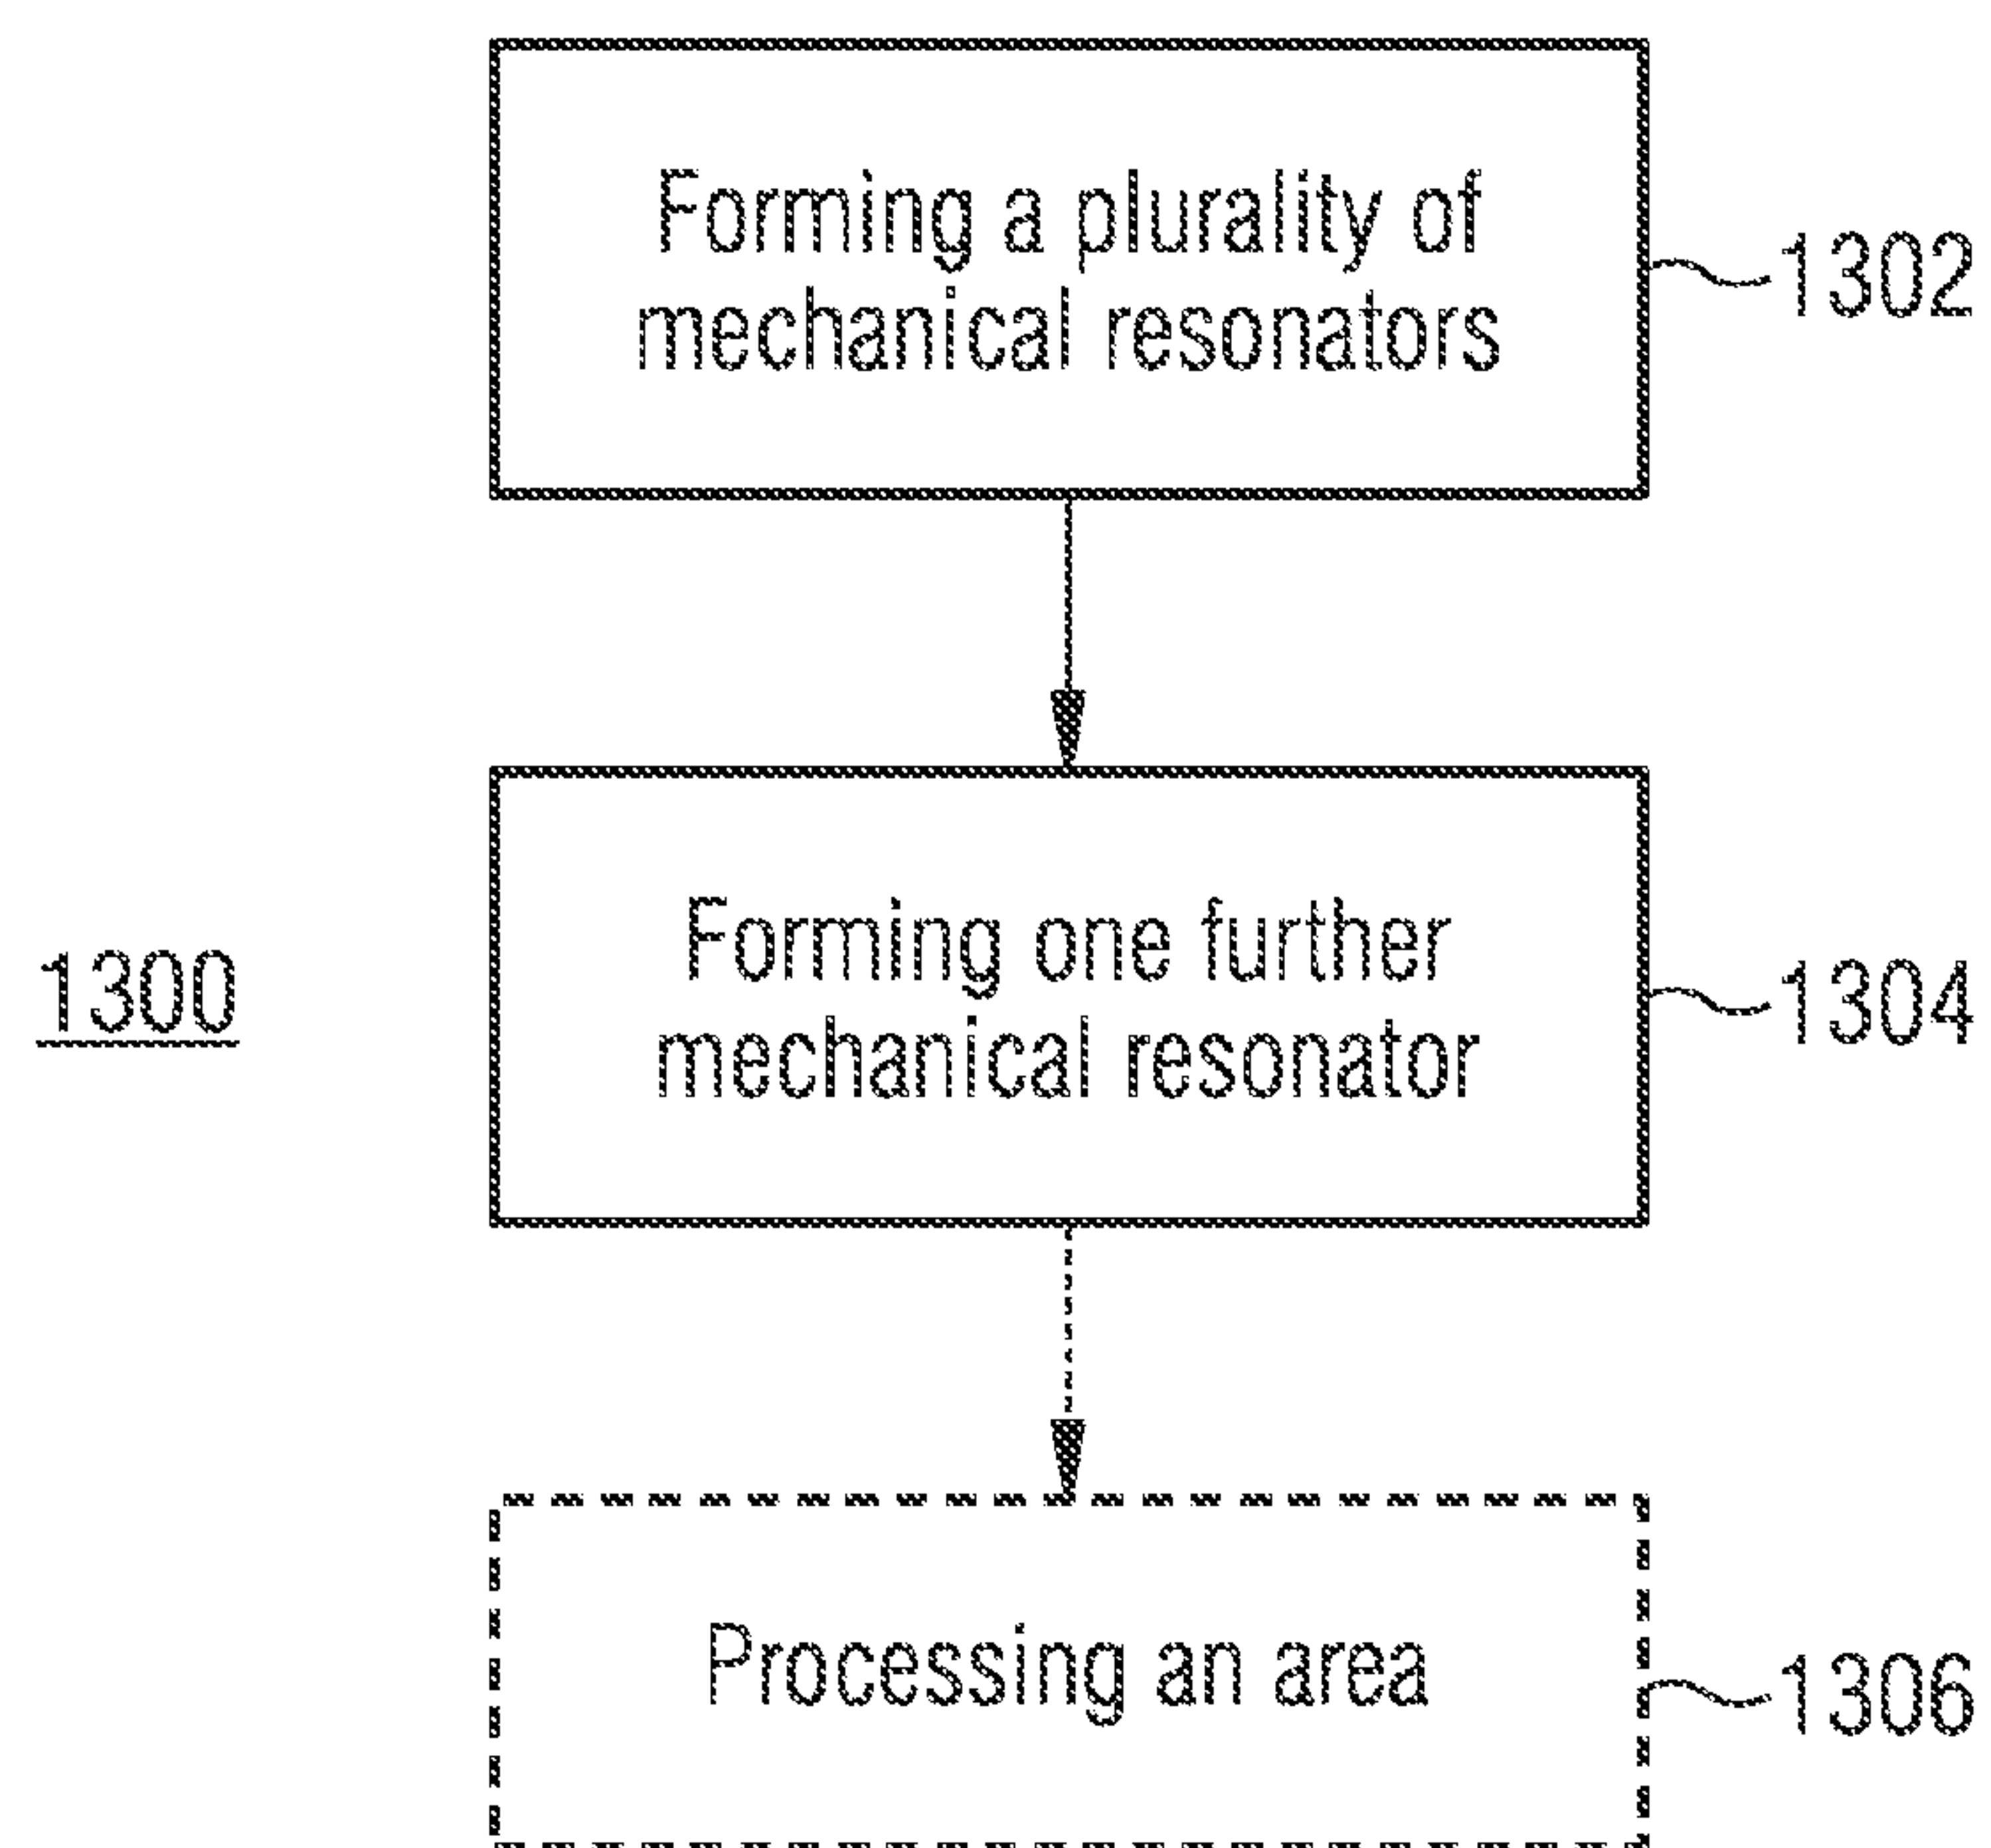 Forming a plurality of
mechanical resonators
1302
1300
Forming one further
mechanical resonator
1304
Processing an area
1306